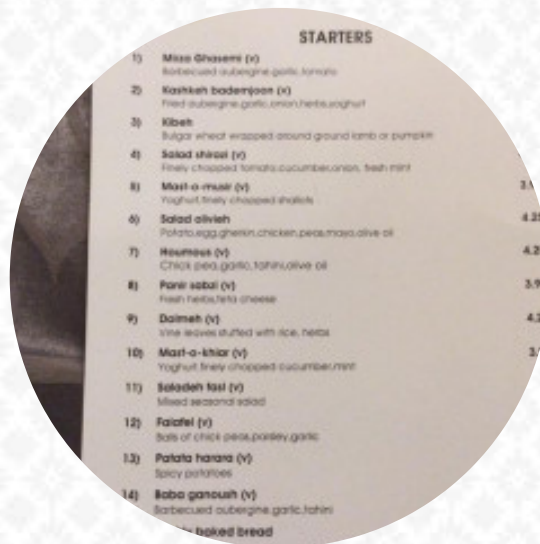 STARTERS
1) Mirza Ghasemi (v)
Barbecued aubergine,garlic,tomato
2) Kashkeh bademjoon (v)
Fried aubergine,garlic,onion,herbs,yoghurt
3) Kibeh
Bulgar wheat wrapped around ground lamb or pumpkin
4) Salad shirazi (v)
Finely chopped tomato,cucumber,onion, fresh mint
5) Mast-o-musir (v)
Yoghurt,finely chopped shallots
6) Salad olivieh 4.25
Potato,egg,gherkin,chicken,peas,mayo,olive oil
7) Houmous (v)
Chick pea,garlic,tahini,olive oil
8) Panir sabzi (v)
Fresh herbs,feta cheese
9) Dolmeh (v)
Vine leaves stuffed with rice, herbs
10) Mast-o-khiar (v)
Yoghurt,finely chopped cucumber,mint
11) Saladeh fasl (v)
Mixed seasonal salad
12) Falafel (v)
Balls of chick peas,parsley,garlic
13) Patata harara (v)
Spicy potatoes
14) Baba ganoush (v)
Barbecued aubergine,garlic,tahini
baked bread